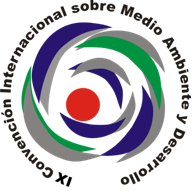 IX Convención Internacional sobre Medio Ambiente y Desarrollo